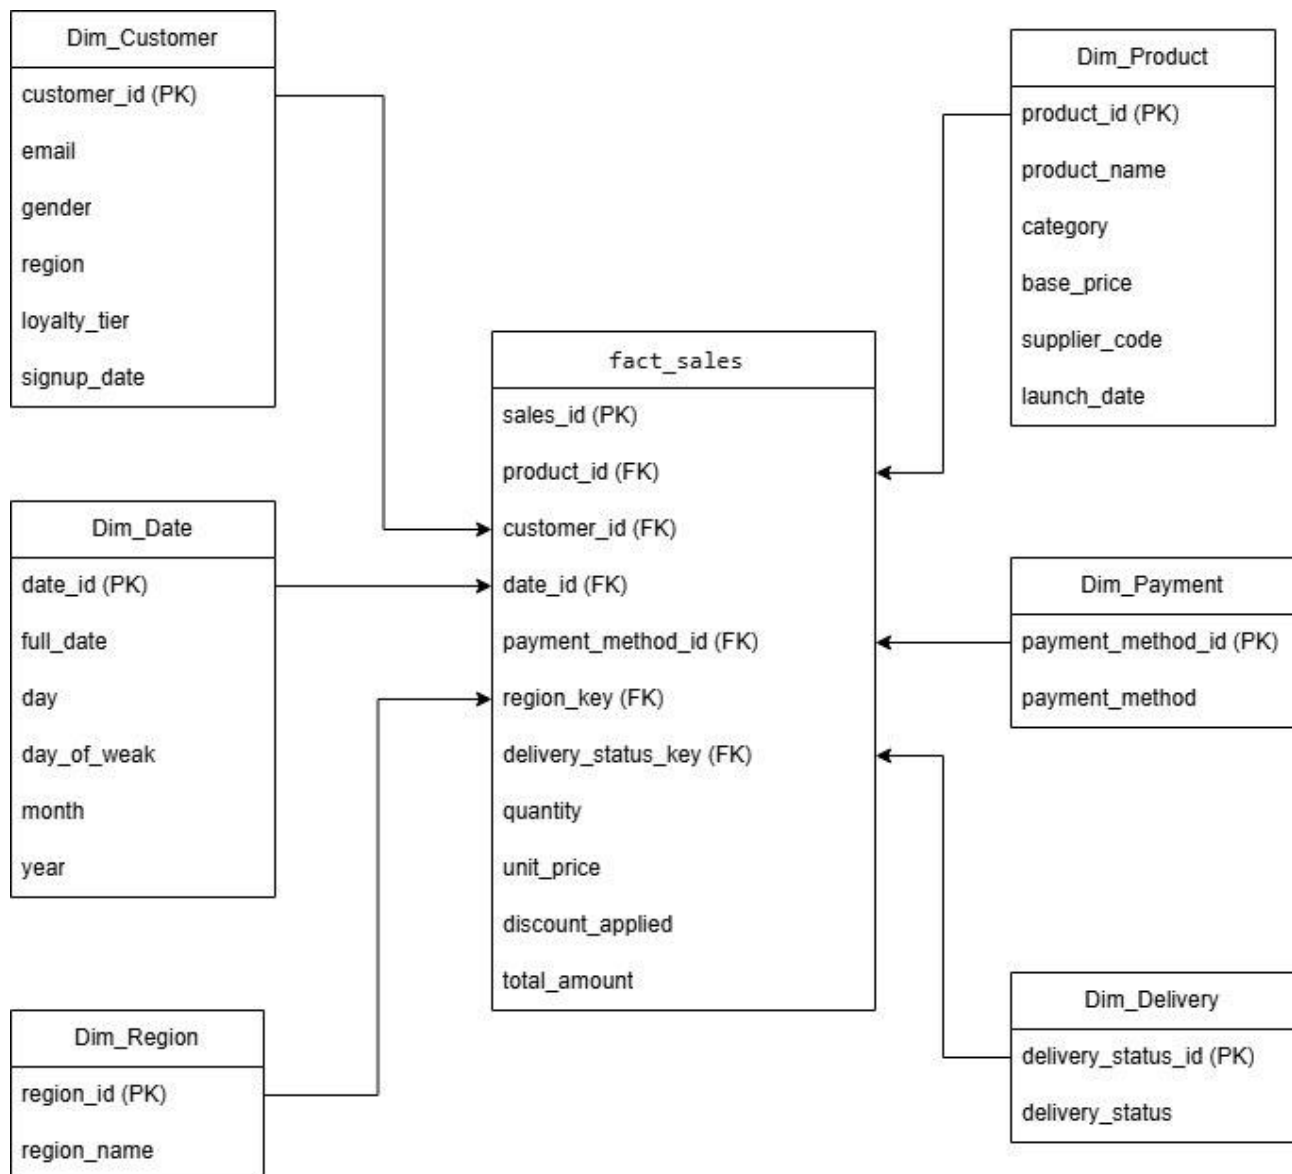 Dim_Customer
customer_id (PK)
email
gender
region
loyalty_tier
signup_date
Dim_Product
product_id (PK)
product_name
category
base_price
supplier_code
launch_date
fact_sales
sales_id (PK)
product_id (FK)
customer_id (FK)
date_id (FK)
payment_method_id (FK)
region_key (FK)
delivery_status_key (FK)
quantity
unit_price
discount_applied
total_amount
Dim_Date
date_id (PK)
full_date
day
day_of_weak
month
year
Dim_Payment
payment_method_id (PK)
payment_method
Dim_Region
region_id (PK)
region_name
Dim_Delivery
delivery_status_id (PK)
delivery_status